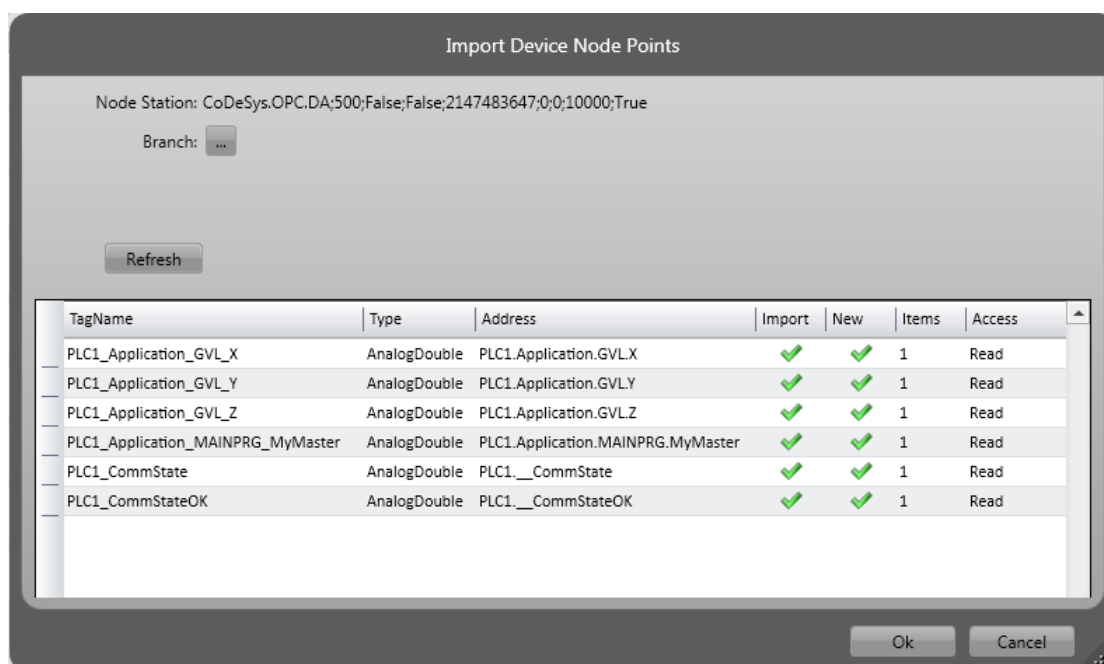 Import Device Node Points
Node Station: CoDeSys.OPC.DA;500;False;False;2147483647;0;0;10000;True
Branch: ...
Refresh
TagName Type Address Import New Items Access
PLC1_Application_GVL_X AnalogDouble PLC1.Application.GVL.X 1 Read
PLC1_Application_GVL_Y AnalogDouble PLC1.Application.GVL.Y 1 Read
PLC1_Application_GVL_Z AnalogDouble PLC1.Application.GVL.Z 1 Read
PLC1_Application_MAINPRG_MyMaster AnalogDouble PLC1.Application.MAINPRG.MyMaster 1 Read
PLC1_CommState AnalogDouble PLC1.__CommState 1 Read
PLC1_CommStateOK AnalogDouble PLC1.__CommStateOK 1 Read
Ok Cancel